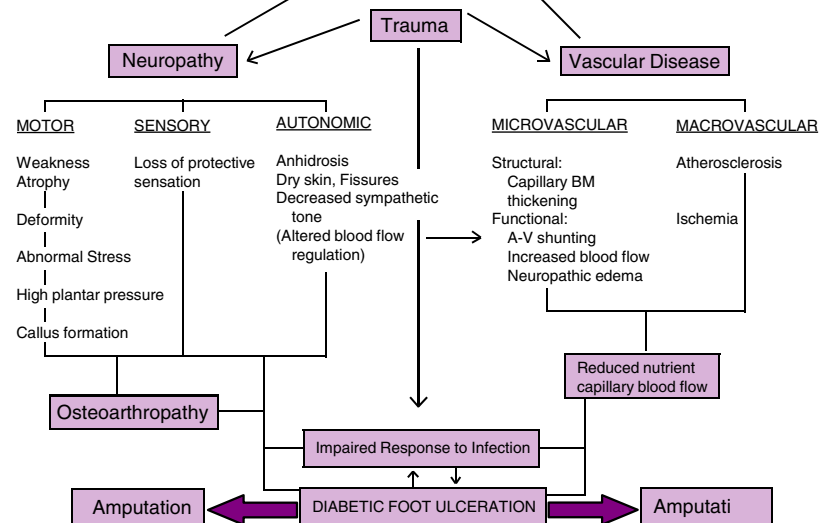 Trauma
Neuropathy
Vascular Disease
MOTOR
Weakness
Atrophy
Deformity
Abnormal Stress
High plantar pressure
Callus formation
SENSORY
Loss of protective
sensation
AUTONOMIC
Anhidrosis
Dry skin, Fissures
Decreased sympathetic
tone
(Altered blood flow
regulation)
MICROVASCULAR
Structural:
Capillary BM
thickening
Functional:
A-V shunting
Increased blood flow
Neuropathic edema
MACROVASCULAR
Atherosclerosis
Ischemia
Reduced nutrient
capillary blood flow
Osteoarthropathy
Impaired Response to Infection
Amputation
DIABETIC FOOT ULCERATION
Amputati